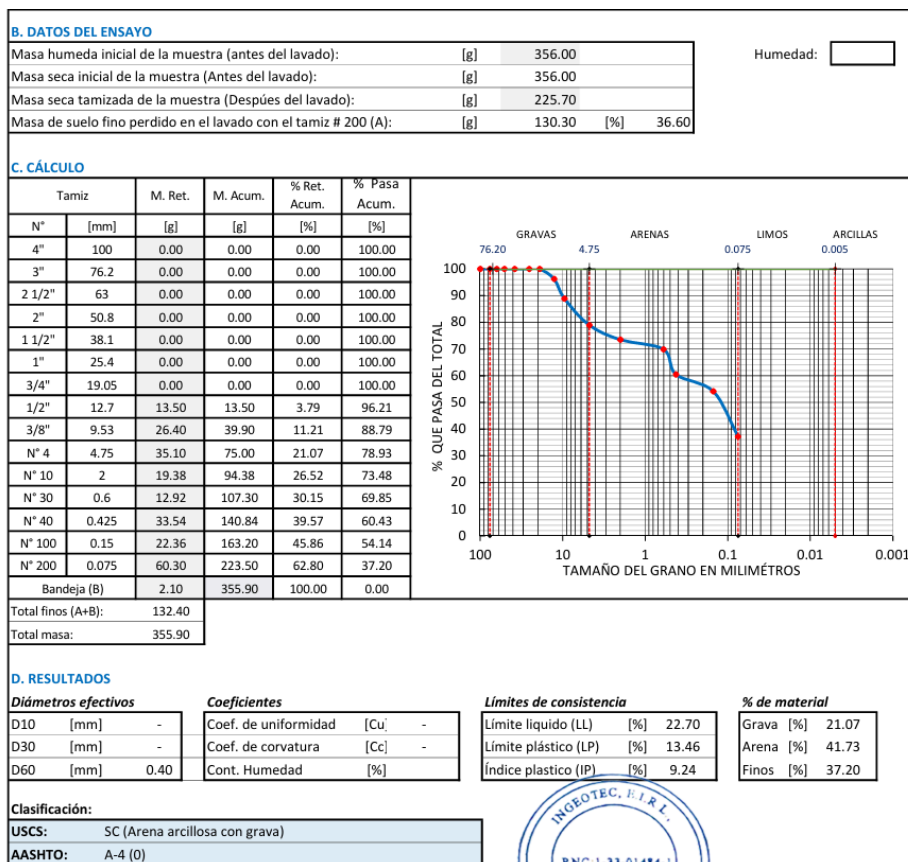 B. DATOS DEL ENSAYO
Masa humeda inicial de la muestra (antes del lavado): [g] 356.00 Humedad:
Masa seca inicial de la muestra (Antes del lavado): [g] 356.00
Masa seca tamizada de la muestra (Despúes del lavado): [g] 225.70
Masa de suelo fino perdido en el lavado con el tamiz # 200 (A): [g] 130.30 [%] 36.60
C. CÁLCULO
Tamiz M. Ret. M. Acum. % Ret. Acum. % Pasa Acum.
N° [mm] [g] [g] [%] [%]
4" 100 0.00 0.00 0.00 100.00
3" 76.2 0.00 0.00 0.00 100.00
2 1/2" 63 0.00 0.00 0.00 100.00
2" 50.8 0.00 0.00 0.00 100.00
1 1/2" 38.1 0.00 0.00 0.00 100.00
1" 25.4 0.00 0.00 0.00 100.00
3/4" 19.05 0.00 0.00 0.00 100.00
1/2" 12.7 13.50 13.50 3.79 96.21
3/8" 9.53 26.40 39.90 11.21 88.79
N° 4 4.75 35.10 75.00 21.07 78.93
N° 10 2 19.38 94.38 26.52 73.48
N° 30 0.6 12.92 107.30 30.15 69.85
N° 40 0.425 33.54 140.84 39.57 60.43
N° 100 0.15 22.36 163.20 45.86 54.14
N° 200 0.075 60.30 223.50 62.80 37.20
Bandeja (B) 2.10 355.90 100.00 0.00
Total finos (A+B): 132.40
Total masa: 355.90
GRAVAS ARENAS LIMOS ARCILLAS
76.20 4.75 0.075 0.005
% QUE PASA DEL TOTAL
100
90
80
70
60
50
40
30
20
10
0
100 10 1 0.1 0.01 0.001
TAMAÑO DEL GRANO EN MILIMÉTROS
D. RESULTADOS
Diámetros efectivos Coeficientes Límites de consistencia % de material
D10 [mm] - Coef. de uniformidad [Cu] - Límite liquido (LL) [%] 22.70 Grava [%] 21.07
D30 [mm] - Coef. de corvatura [Cc] - Límite plástico (LP) [%] 13.46 Arena [%] 41.73
D60 [mm] 0.40 Cont. Humedad [%] Índice plastico (IP) [%] 9.24 Finos [%] 37.20
Clasificación:
USCS: SC (Arena arcillosa con grava)
AASHTO: A-4 (0)
INGEOTEC, E.I.R.L.